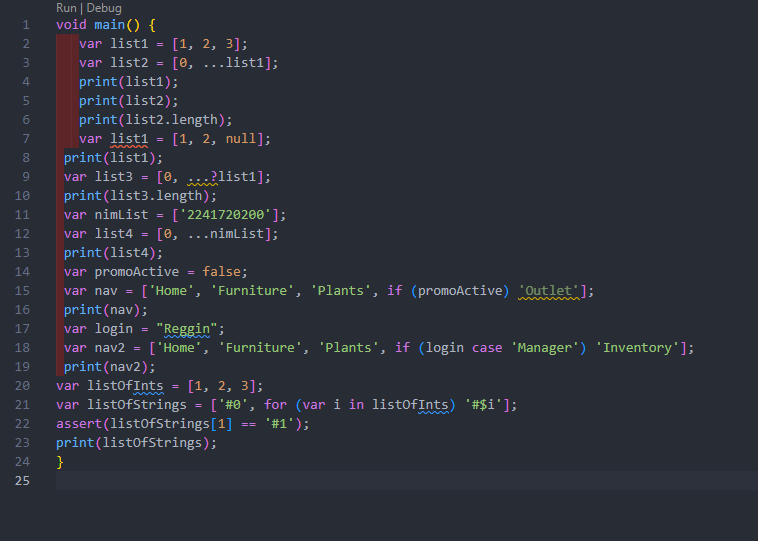 Run | Debug
1 void main() {
2 var list1 = [1, 2, 3];
3 var list2 = [0, ...list1];
4 print(list1);
5 print(list2);
6 print(list2.length);
7 var list1 = [1, 2, null];
8 print(list1);
9 var list3 = [0, ...?list1];
10 print(list3.length);
11 var nimList = ['2241720200'];
12 var list4 = [0, ...nimList];
13 print(list4);
14 var promoActive = false;
15 var nav = ['Home', 'Furniture', 'Plants', if (promoActive) 'Outlet'];
16 print(nav);
17 var login = "Reggin";
18 var nav2 = ['Home', 'Furniture', 'Plants', if (login case 'Manager') 'Inventory'];
19 print(nav2);
20 var listOfInts = [1, 2, 3];
21 var listOfStrings = ['#0', for (var i in listOfInts) '#$i'];
22 assert(listOfStrings[1] == '#1');
23 print(listOfStrings);
24 }
25